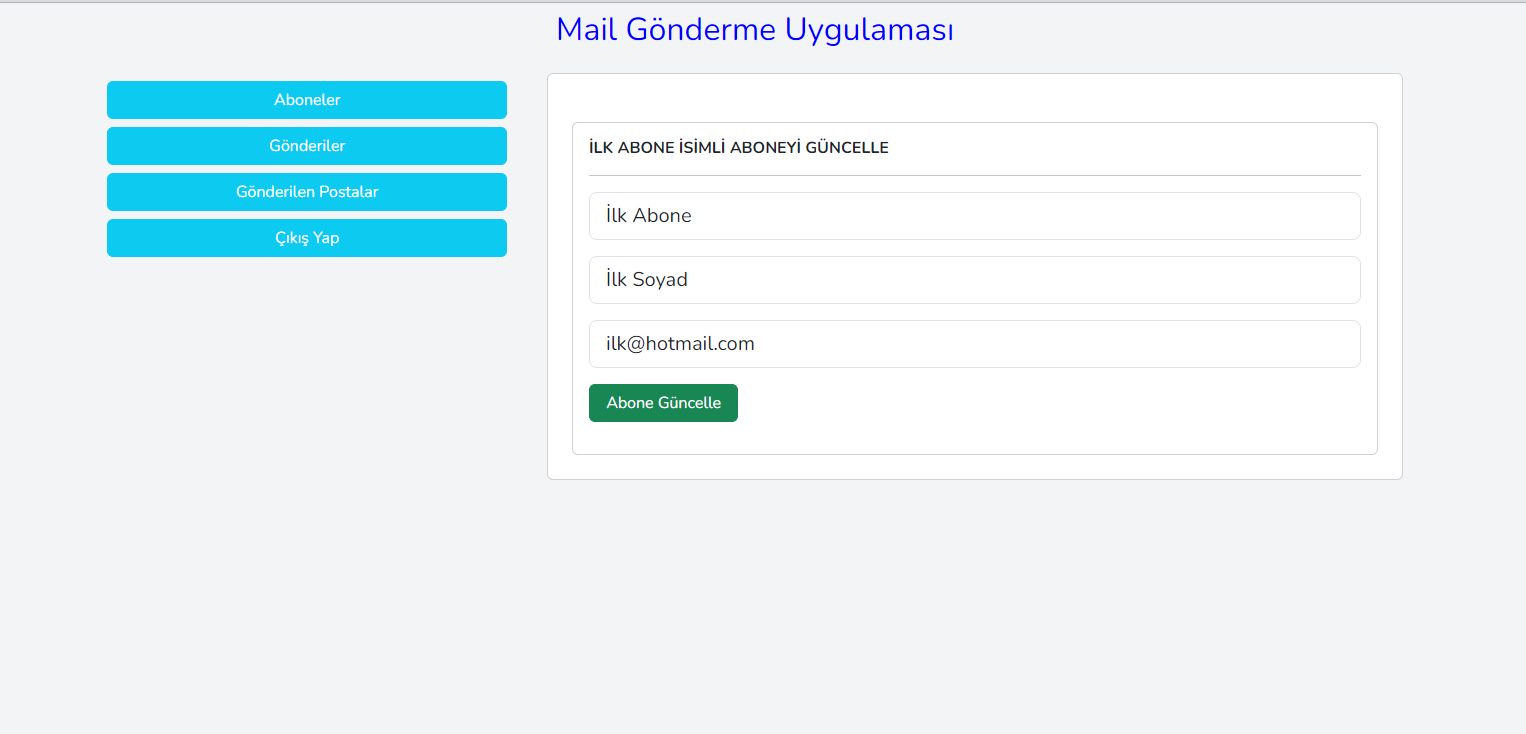 Mail Gönderme Uygulaması
Aboneler
Gönderiler
Gönderilen Postalar
Çıkış Yap
İLK ABONE İSİMLİ ABONEYİ GÜNCELLE
İlk Abone
İlk Soyad
ilk@hotmail.com
Abone Güncelle